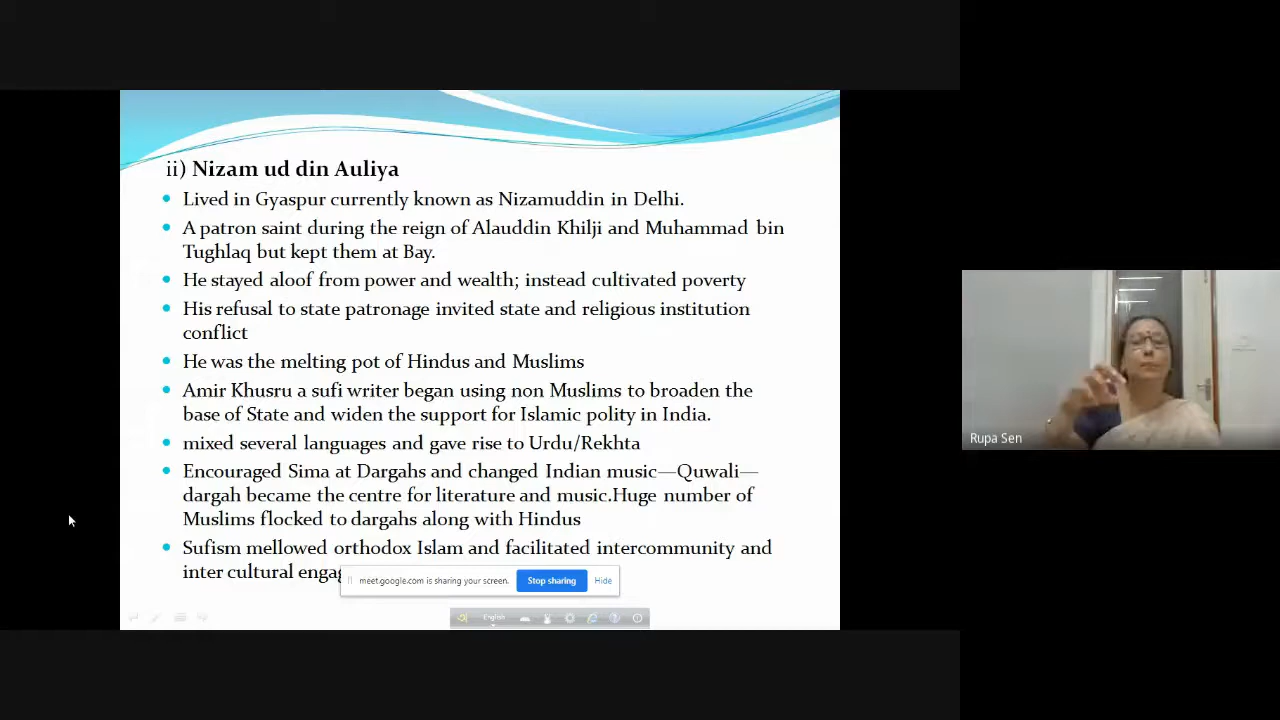 ii) Nizam ud din Auliya
Lived in Gyaspur currently known as Nizamuddin in Delhi.
A patron saint during the reign of Alauddin Khilji and Muhammad bin
Tughlaq but kept them at Bay.
He stayed aloof from power and wealth; instead cultivated poverty
His refusal to state patronage invited state and religious institution
conflict
He was the melting pot of Hindus and Muslims
Amir Khusru a sufi writer began using non Muslims to broaden the
base of State and widen the support for Islamic polity in India.
mixed several languages and gave rise to Urdu/Rekhta
Encouraged Sima at Dargahs and changed Indian music—Quwali—
dargah became the centre for literature and music.Huge number of
Muslims flocked to dargahs along with Hindus
Sufism mellowed orthodox Islam and facilitated intercommunity and
inter cultural engag
meet.google.com is sharing your screen. Stop sharing Hide
English
Rupa Sen